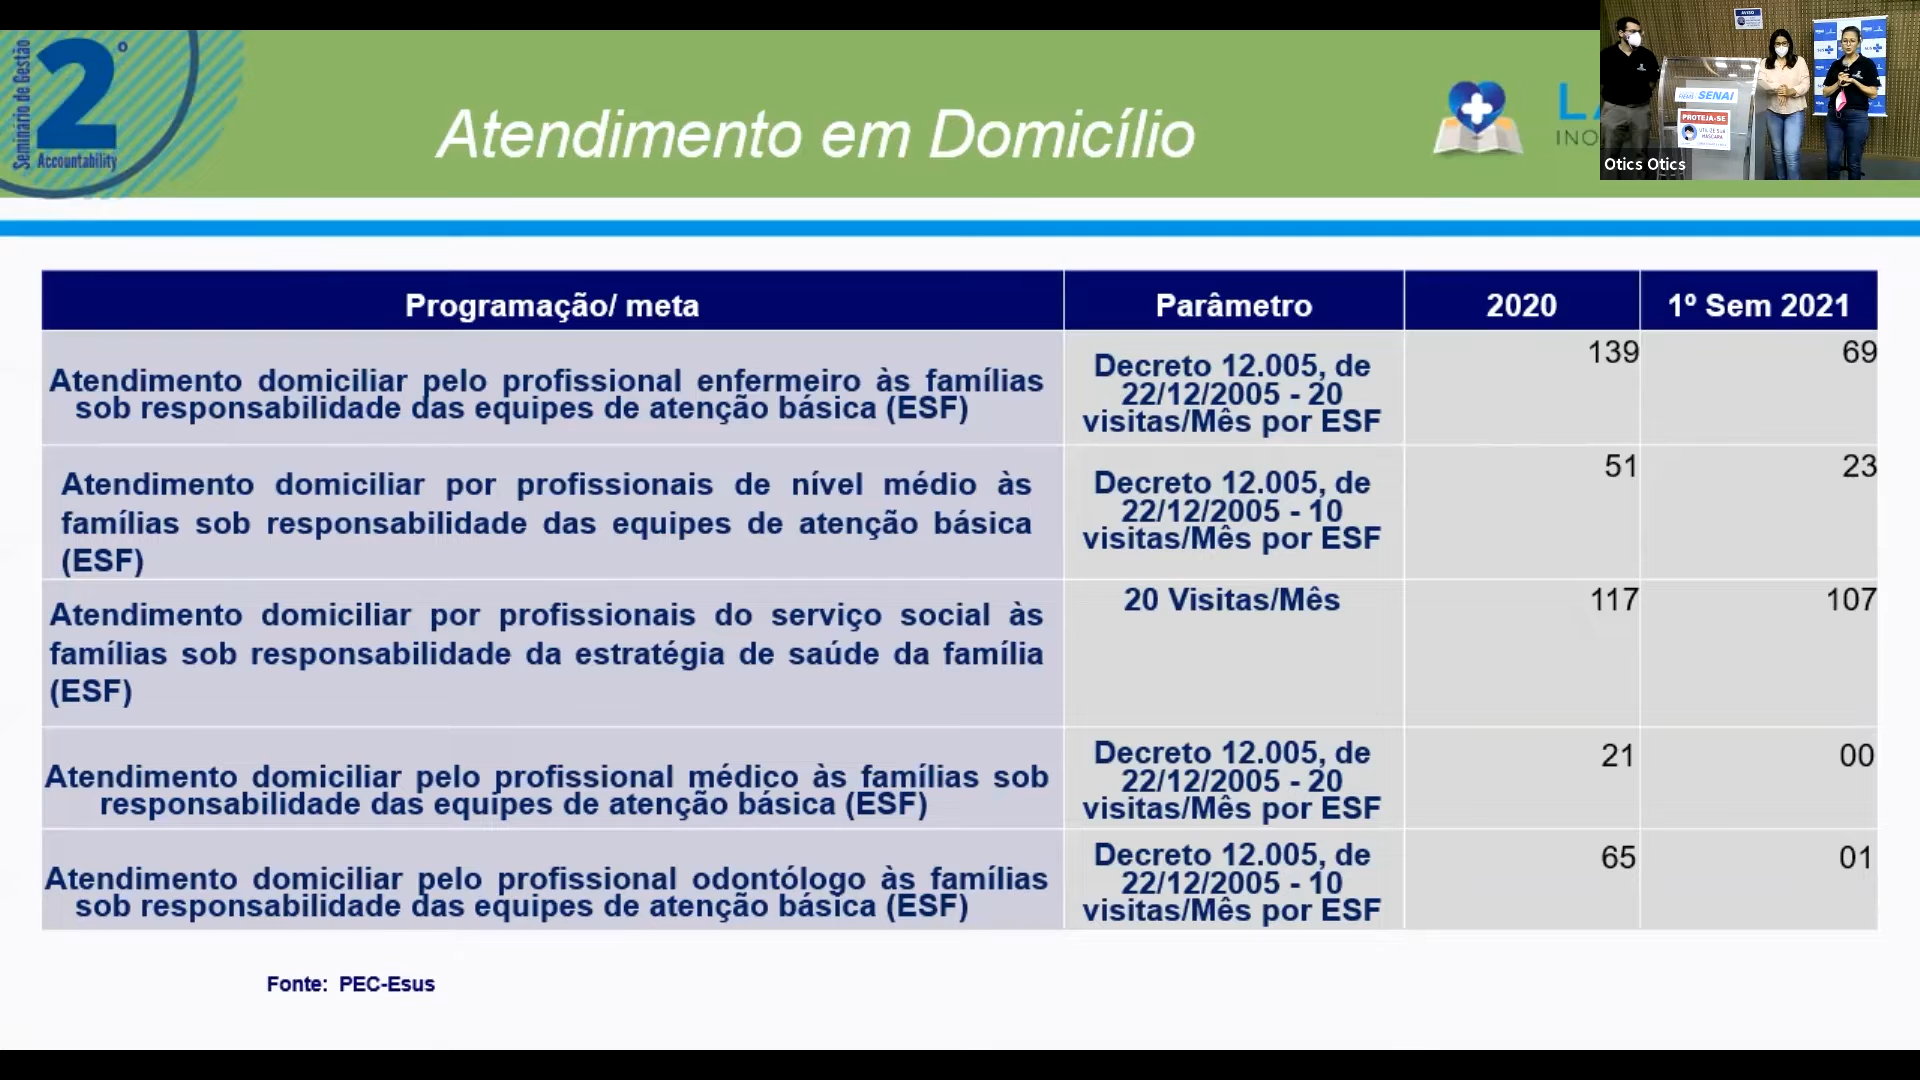 Seminário de Gestão
2º
Accountability
Atendimento em Domicílio
LA
INO
AVISO
SENAI
PROTEJA-SE
UTILIZE SUA
MÁSCARA
Otics Otics
Programação/ meta
Parâmetro
2020
1º Sem 2021
Atendimento domiciliar pelo profissional enfermeiro às famílias
sob responsabilidade das equipes de atenção básica (ESF)
Decreto 12.005, de
22/12/2005 - 20
visitas/Mês por ESF
139
69
Atendimento domiciliar por profissionais de nível médio às
famílias sob responsabilidade das equipes de atenção básica
(ESF)
Decreto 12.005, de
22/12/2005 - 10
visitas/Mês por ESF
51
23
Atendimento domiciliar por profissionais do serviço social às
famílias sob responsabilidade da estratégia de saúde da família
(ESF)
20 Visitas/Mês
117
107
Atendimento domiciliar pelo profissional médico às famílias sob
responsabilidade das equipes de atenção básica (ESF)
Decreto 12.005, de
22/12/2005 - 20
visitas/Mês por ESF
21
00
Atendimento domiciliar pelo profissional odontólogo às famílias
sob responsabilidade das equipes de atenção básica (ESF)
Decreto 12.005, de
22/12/2005 - 10
visitas/Mês por ESF
65
01
Fonte: PEC-Esus